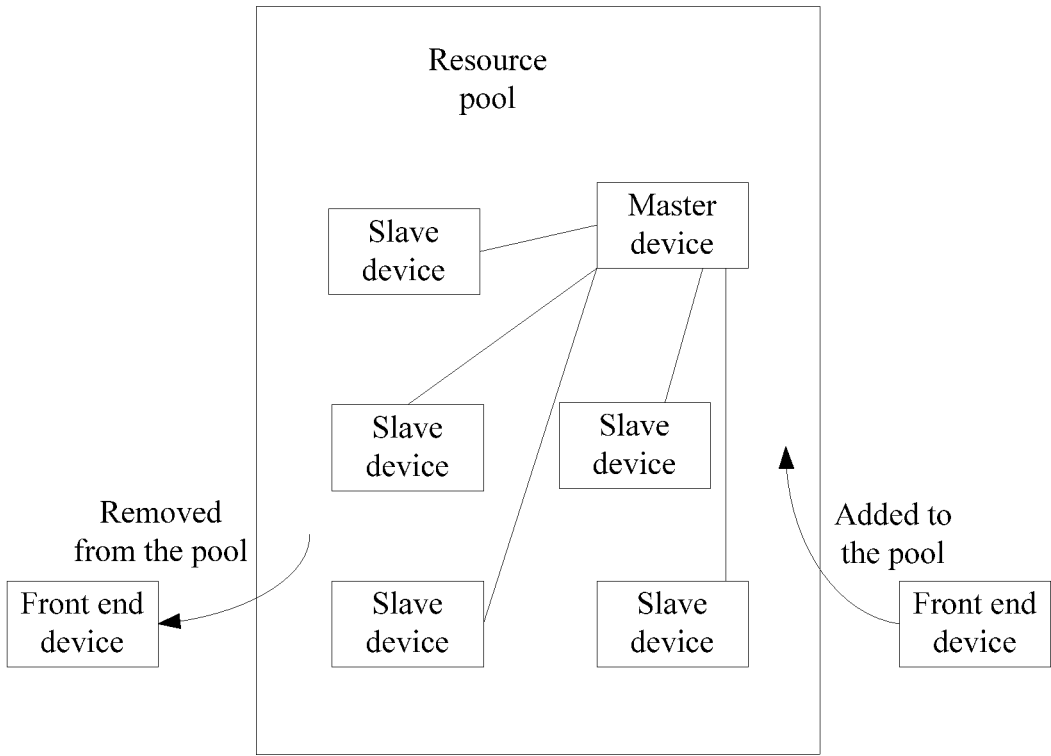 Resource
pool
Master
device
Slave
device
Slave
device
Slave
device
Removed
from the pool
Added to
the pool
Front end
device
Slave
device
Slave
device
Front end
device